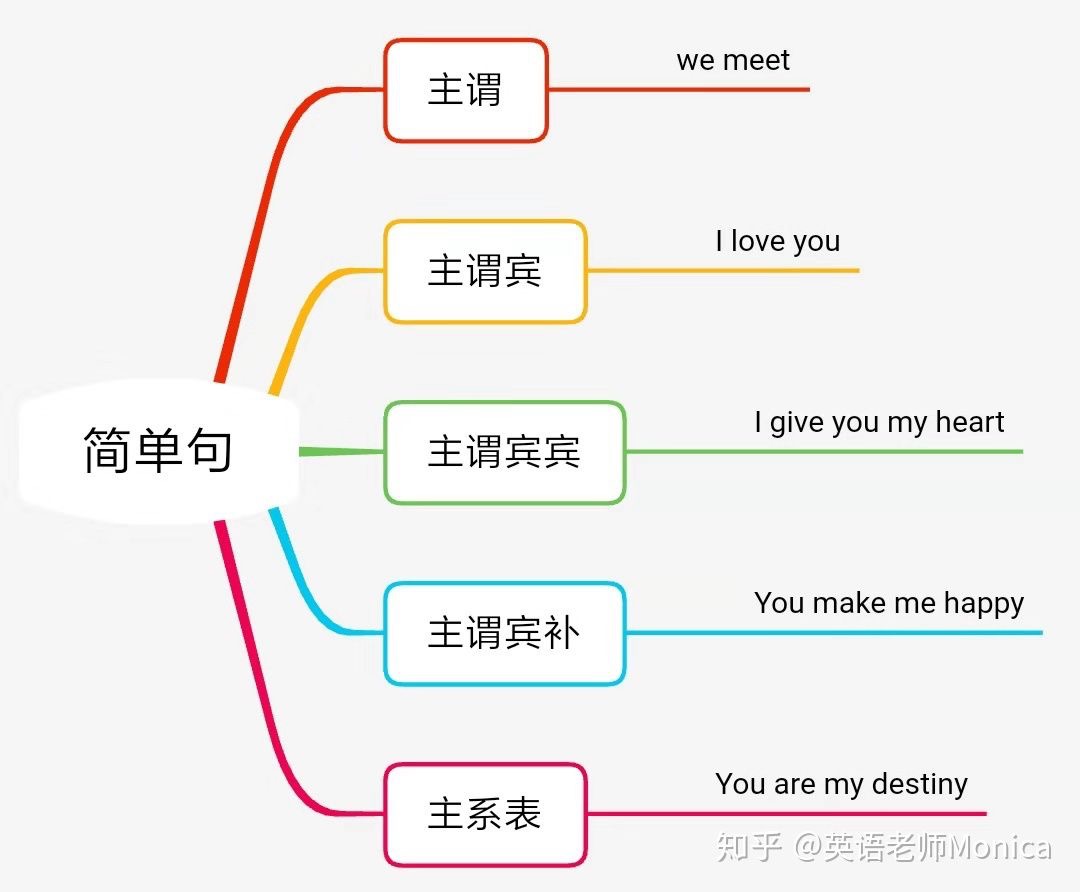 主谓
we meet
主谓宾
I love you
简单句
主谓宾宾
I give you my heart
主谓宾补
You make me happy
主系表
You are my destiny
知乎 @英语老师Monica